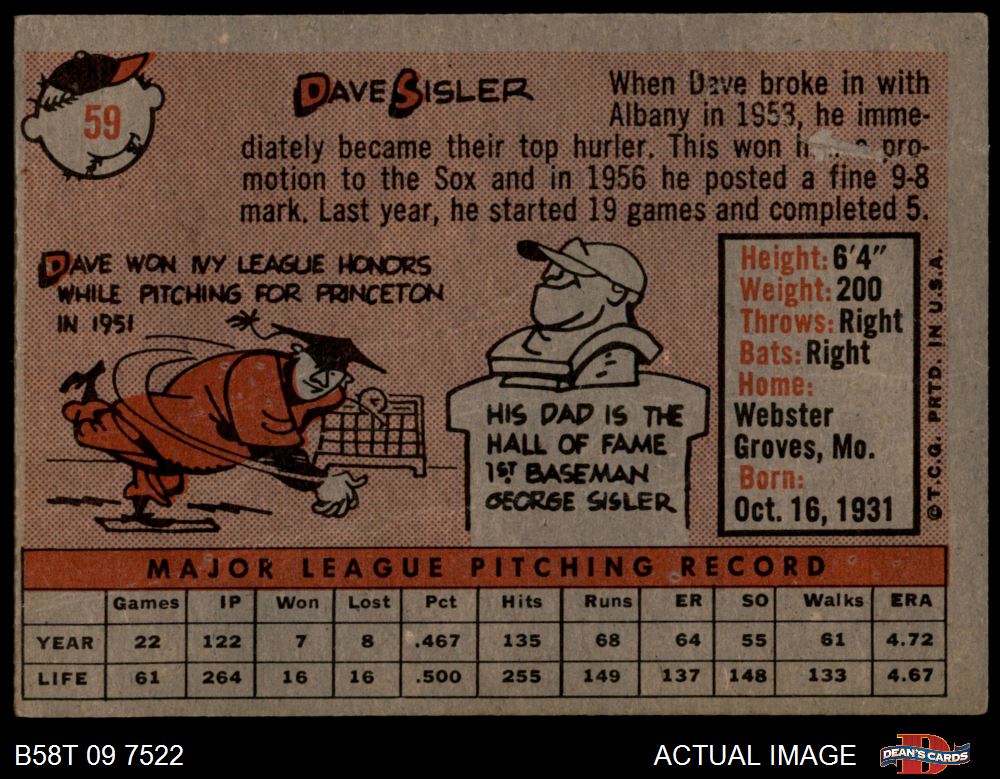 59
DAVE SISLER
When Dave broke in with
Albany in 1953, he imme-
diately became their top hurler. This won pro-
motion to the Sox and in 1956 he posted a fine 9-8
mark. Last year, he started 19 games and completed 5.
DAVE WON IVY LEAGUE HONORS
WHILE PITCHING FOR PRINCETON
IN 1951
HIS DAD IS THE
HALL OF FAME
1ST BASEMAN
GEORGE SISLER
Height: 6'4"
Weight: 200
Throws: Right
Bats: Right
Home:
Webster
Groves, Mo.
Born:
Oct. 16, 1931
©T.C.G. PRTD. IN U.S.A.
MAJOR LEAGUE PITCHING RECORD
Games IP Won Lost Pct Hits Runs ER SO Walks ERA
YEAR 22 122 7 8 .467 135 68 64 55 61 4.72
LIFE 61 264 16 16 .500 255 149 137 148 133 4.67
B58T 09 7522
ACTUAL IMAGE
DEAN'S CARDS